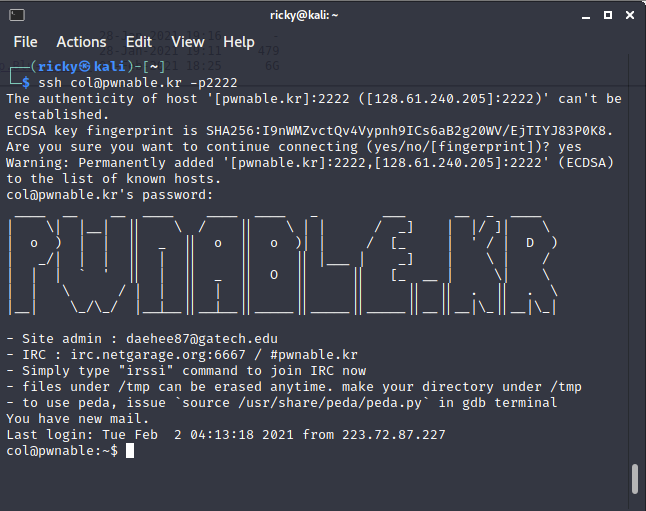 ricky@kali: ~
File Actions Edit View Help
┌──(ricky㉿kali)-[~]
└─$ ssh col@pwnable.kr -p2222
The authenticity of host '[pwnable.kr]:2222 ([128.61.240.205]:2222)' can't be
 established.
ECDSA key fingerprint is SHA256:I9nWMZvctQv4Vypnh9ICs6aB2g20WV/EjTIYJ83P0K8.
Are you sure you want to continue connecting (yes/no/[fingerprint])? yes
Warning: Permanently added '[pwnable.kr]:2222,[128.61.240.205]:2222' (ECDSA)
to the list of known hosts.
col@pwnable.kr's password:
PWNABLE.KR
- Site admin : daehee87@gatech.edu
- IRC : irc.netgarage.org:6667 / #pwnable.kr
- Simply type "irssi" command to join IRC now
- files under /tmp can be erased anytime. make your directory under /tmp
- to use peda, issue `source /usr/share/peda/peda.py` in gdb terminal
You have new mail.
Last login: Tue Feb  2 04:13:18 2021 from 223.72.87.227
col@pwnable:~$